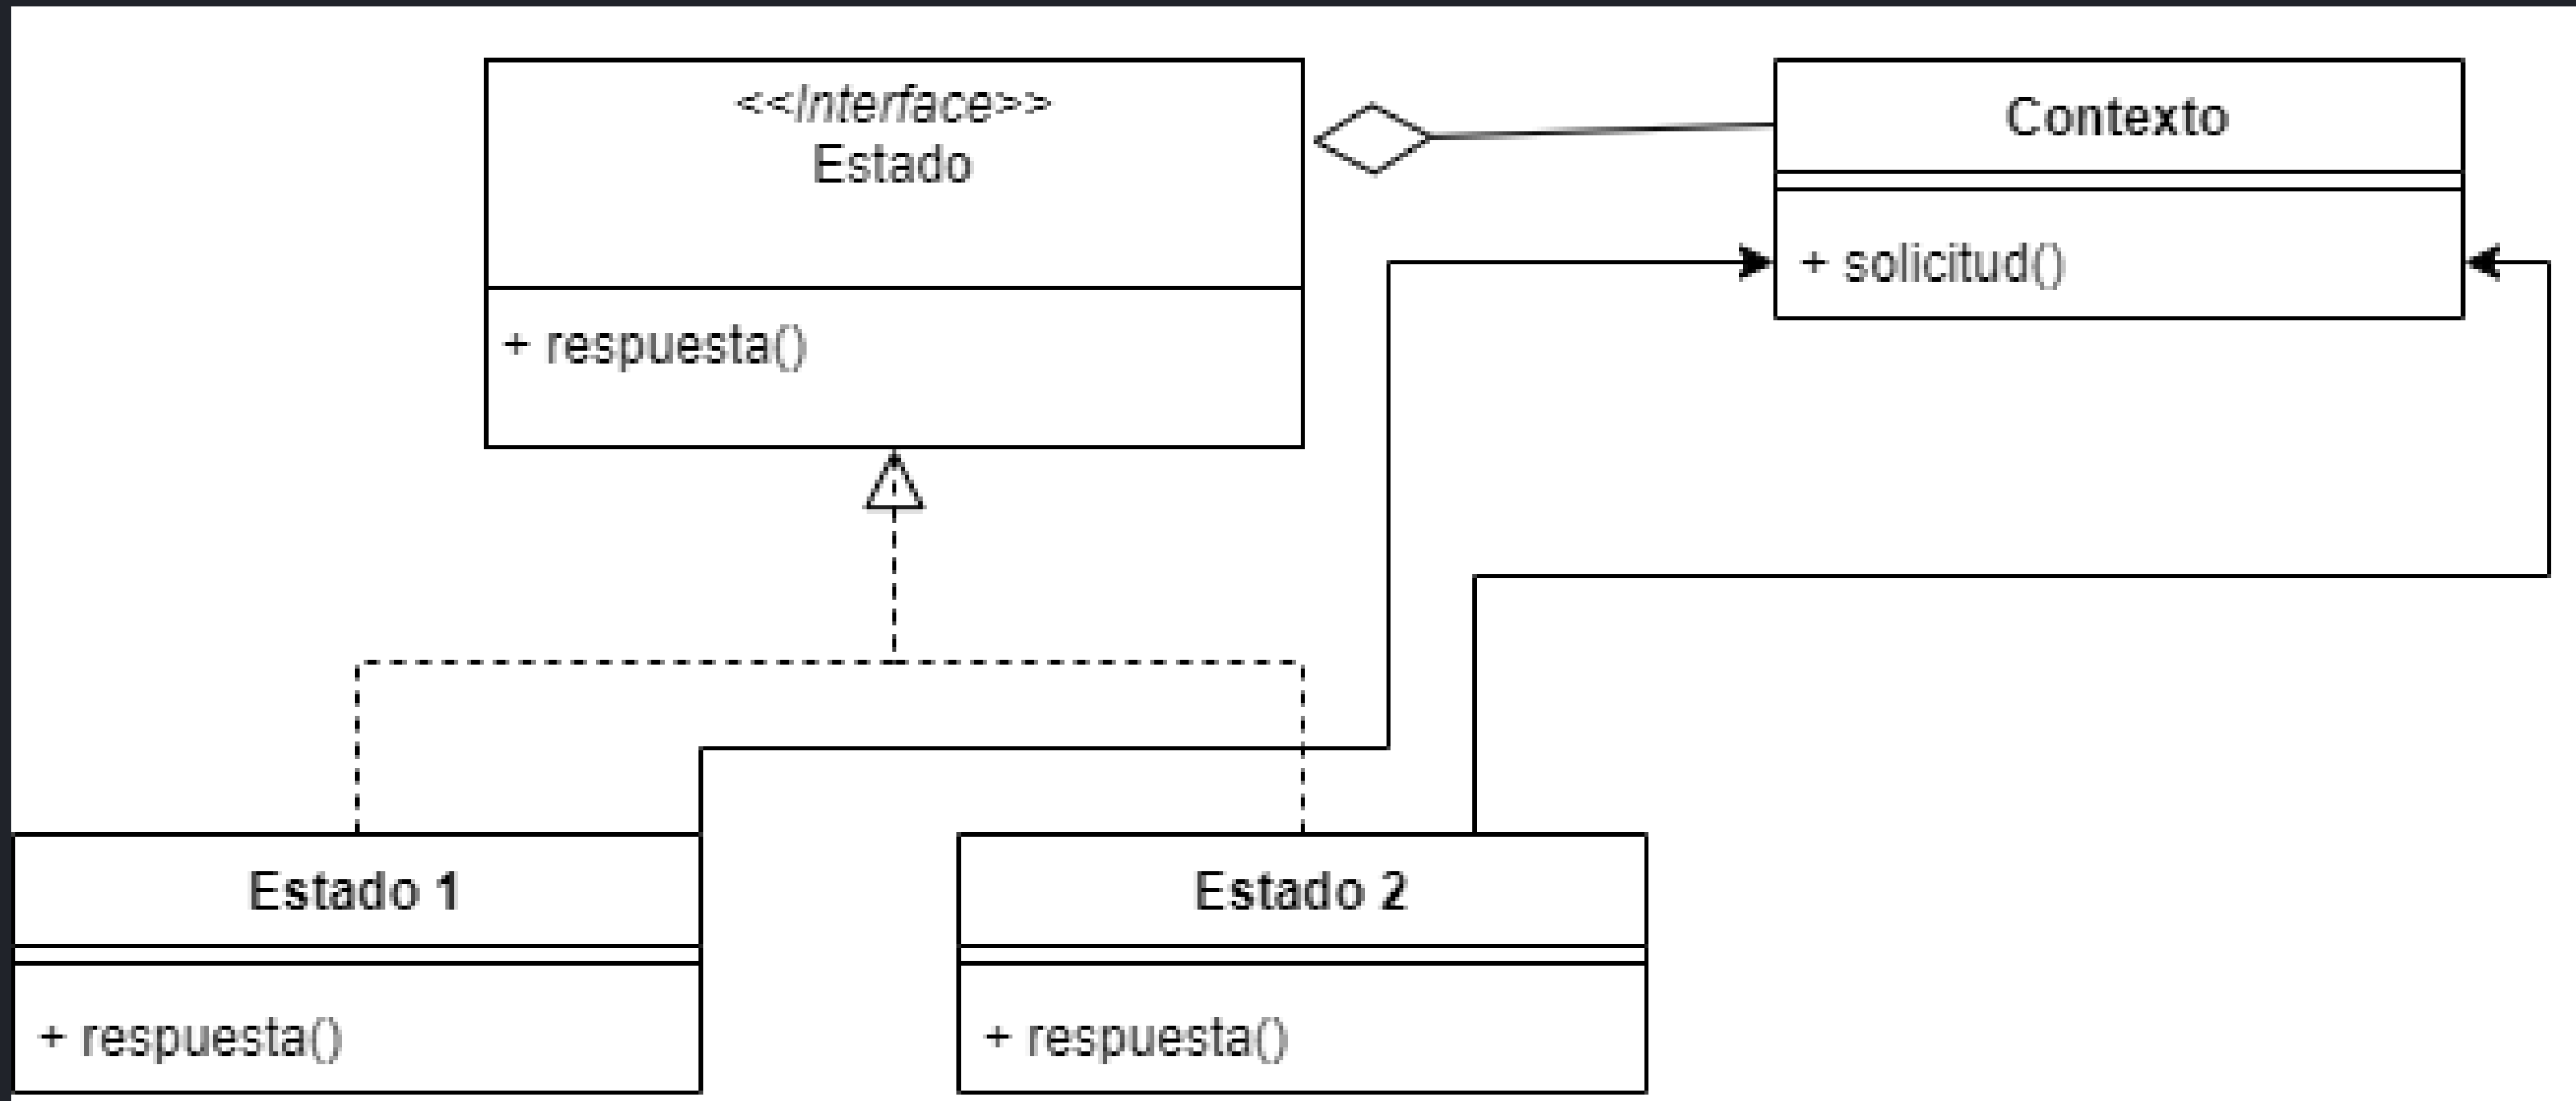 <<Interface>>
Estado
+ respuesta()
Contexto
+ solicitud()
Estado 1
+ respuesta()
Estado 2
+ respuesta()